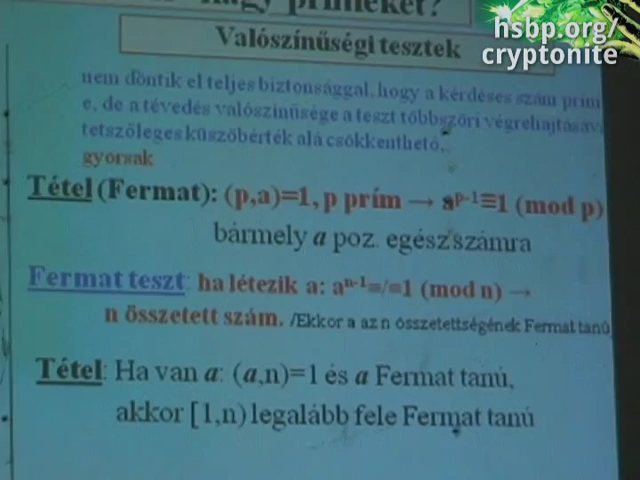 nagy prímeket?
hsbp.org/
cryptonite
Valószínűségi tesztek
nem döntik el teljes biztonsággal, hogy a kérdéses szám prím
e, de a tévedés valószínűsége a teszt többszöri végrehajtásáva
tetszőleges küszöbérték alá csökkenthető,
gyorsak
Tétel (Fermat): (p,a)=1, p prím → aᵖ⁻¹≡1 (mod p)
bármely a poz. egész számra
Fermat teszt: ha létezik a: aⁿ⁻¹≡/≡1 (mod n) →
n összetett szám. /Ekkor a az n összetettségének Fermat tanú
Tétel: Ha van a: (a,n)=1 és a Fermat tanú,
akkor [1,n) legalább fele Fermat tanú